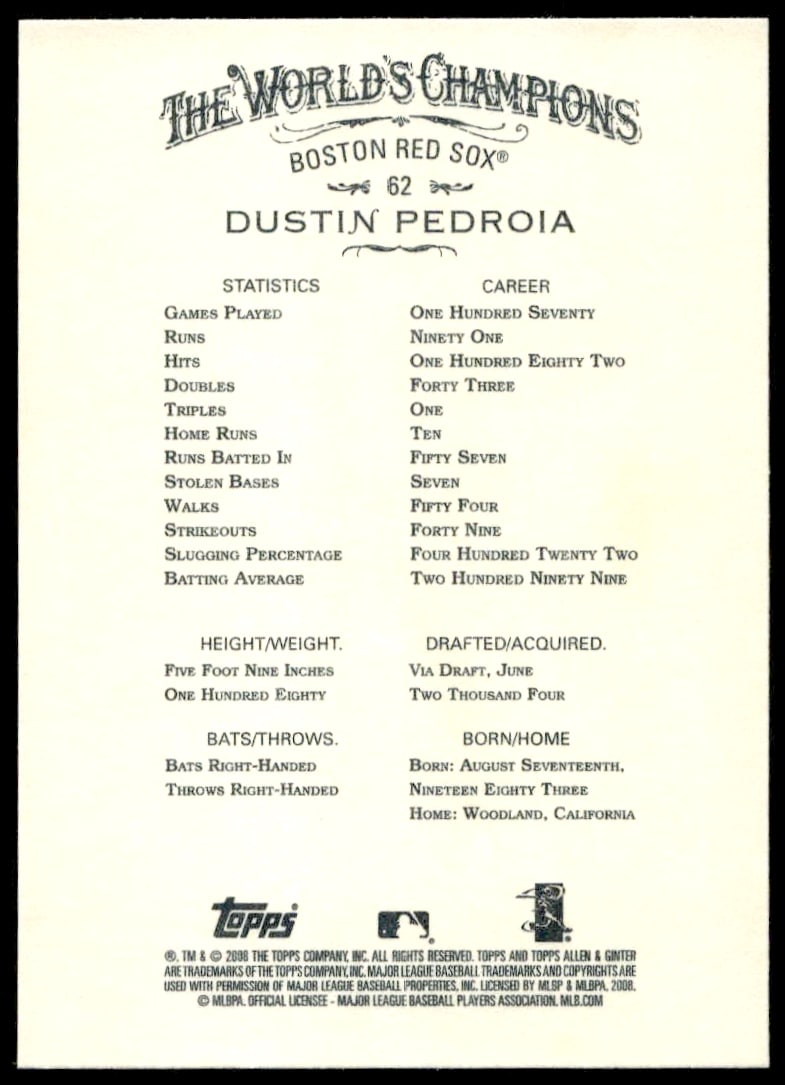 THE WORLD'S CHAMPIONS
BOSTON RED SOX®
62
DUSTIN PEDROIA
STATISTICS CAREER
GAMES PLAYED ONE HUNDRED SEVENTY
RUNS NINETY ONE
HITS ONE HUNDRED EIGHTY TWO
DOUBLES FORTY THREE
TRIPLES ONE
HOME RUNS TEN
RUNS BATTED IN FIFTY SEVEN
STOLEN BASES SEVEN
WALKS FIFTY FOUR
STRIKEOUTS FORTY NINE
SLUGGING PERCENTAGE FOUR HUNDRED TWENTY TWO
BATTING AVERAGE TWO HUNDRED NINETY NINE
HEIGHT/WEIGHT. DRAFTED/ACQUIRED.
FIVE FOOT NINE INCHES VIA DRAFT, JUNE
ONE HUNDRED EIGHTY TWO THOUSAND FOUR
BATS/THROWS. BORN/HOME
BATS RIGHT-HANDED BORN: AUGUST SEVENTEENTH,
THROWS RIGHT-HANDED NINETEEN EIGHTY THREE
HOME: WOODLAND, CALIFORNIA
Topps
®, TM & © 2008 THE TOPPS COMPANY, INC. ALL RIGHTS RESERVED. TOPPS AND TOPPS ALLEN & GINTER
ARE TRADEMARKS OF THE TOPPS COMPANY, INC. MAJOR LEAGUE BASEBALL TRADEMARKS AND COPYRIGHTS ARE
USED WITH PERMISSION OF MAJOR LEAGUE BASEBALL PROPERTIES, INC. LICENSED BY MLSP & MLBPA, 2008.
© MLBPA. OFFICIAL LICENSEE - MAJOR LEAGUE BASEBALL PLAYERS ASSOCIATION. MLB.COM